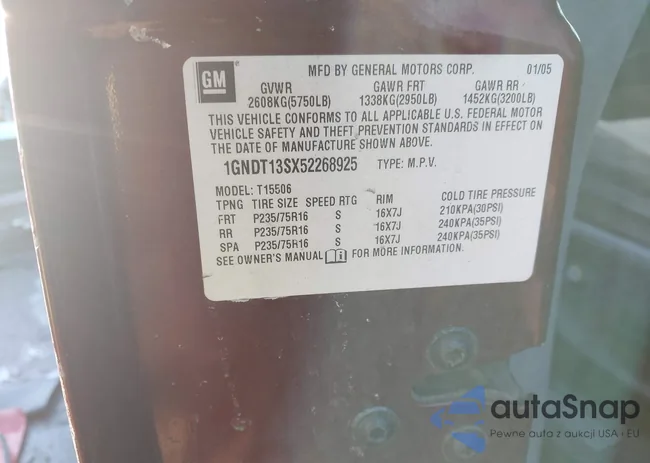 GM
MFD BY GENERAL MOTORS CORP. 01/05
GVWR GAWR FRT GAWR RR
2608KG(5750LB) 1338KG(2950LB) 1452KG(3200LB)
THIS VEHICLE CONFORMS TO ALL APPLICABLE U.S. FEDERAL MOTOR
VEHICLE SAFETY AND THEFT PREVENTION STANDARDS IN EFFECT ON
THE DATE OF MANUFACTURE SHOWN ABOVE.
1GNDT13SX52268925 TYPE: M.P.V.
MODEL: T15506
TPNG TIRE SIZE SPEED RTG RIM COLD TIRE PRESSURE
FRT P235/75R16 S 16X7J 210KPA(30PSI)
RR P235/75R16 S 16X7J 240KPA(35PSI)
SPA P235/75R16 S 16X7J 240KPA(35PSI)
SEE OWNER'S MANUAL FOR MORE INFORMATION.
autaSnap
Pewne auta z aukcji USA • EU